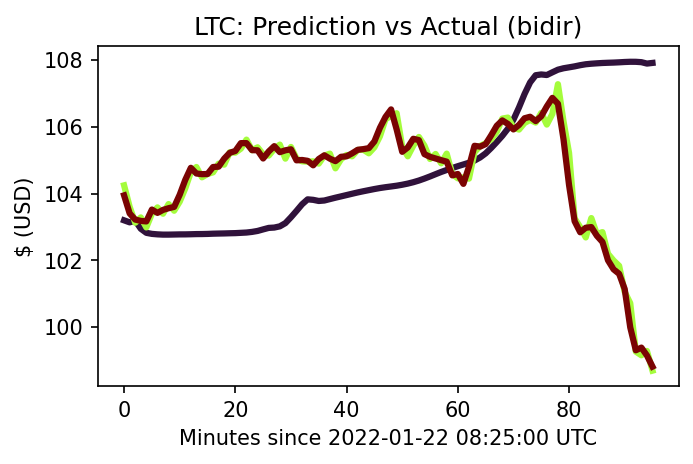 LTC: Prediction vs Actual (bidir)
$ (USD)
108
106
104
102
100
0 20 40 60 80
Minutes since 2022-01-22 08:25:00 UTC